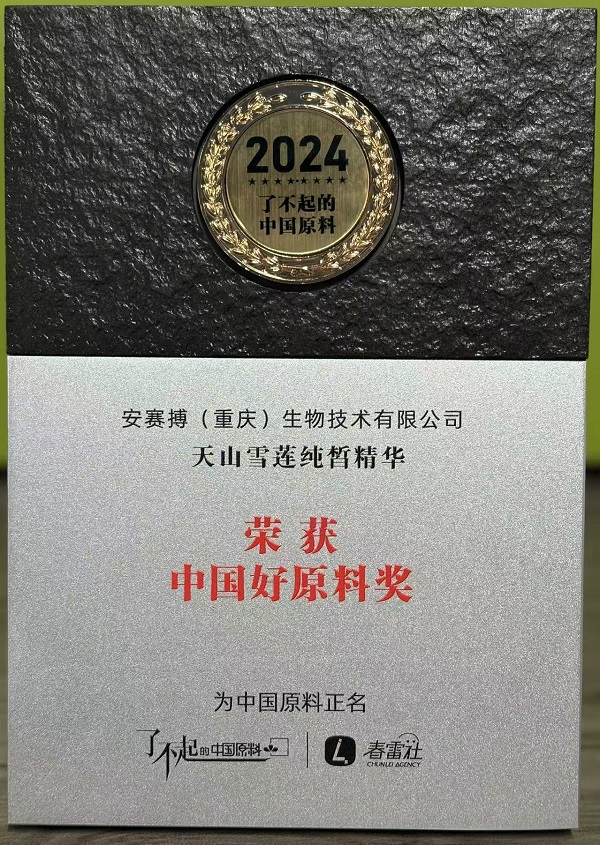 2024
了不起的
中国原料
安赛搏（重庆）生物技术有限公司
天山雪莲纯皙精华
荣获
中国好原料奖
为中国原料正名
了不起的中国原料
春雷社
CHUNLEI AGENCY